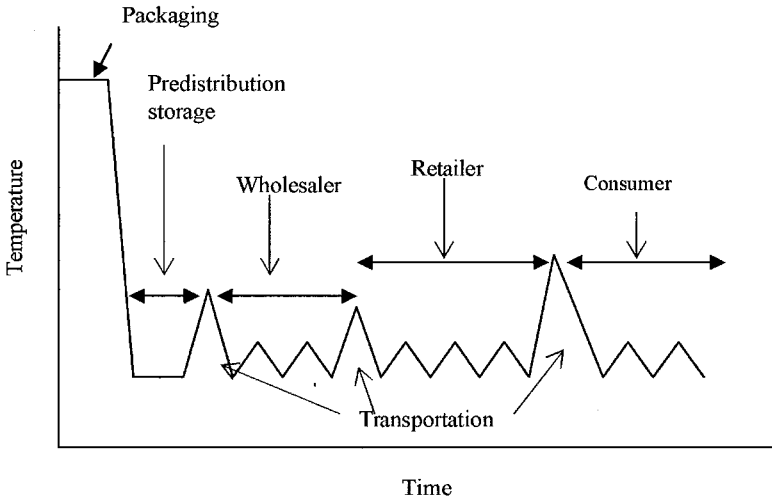 Packaging
Predistribution
storage
Wholesaler
Retailer
Consumer
Temperature
Transportation
Time